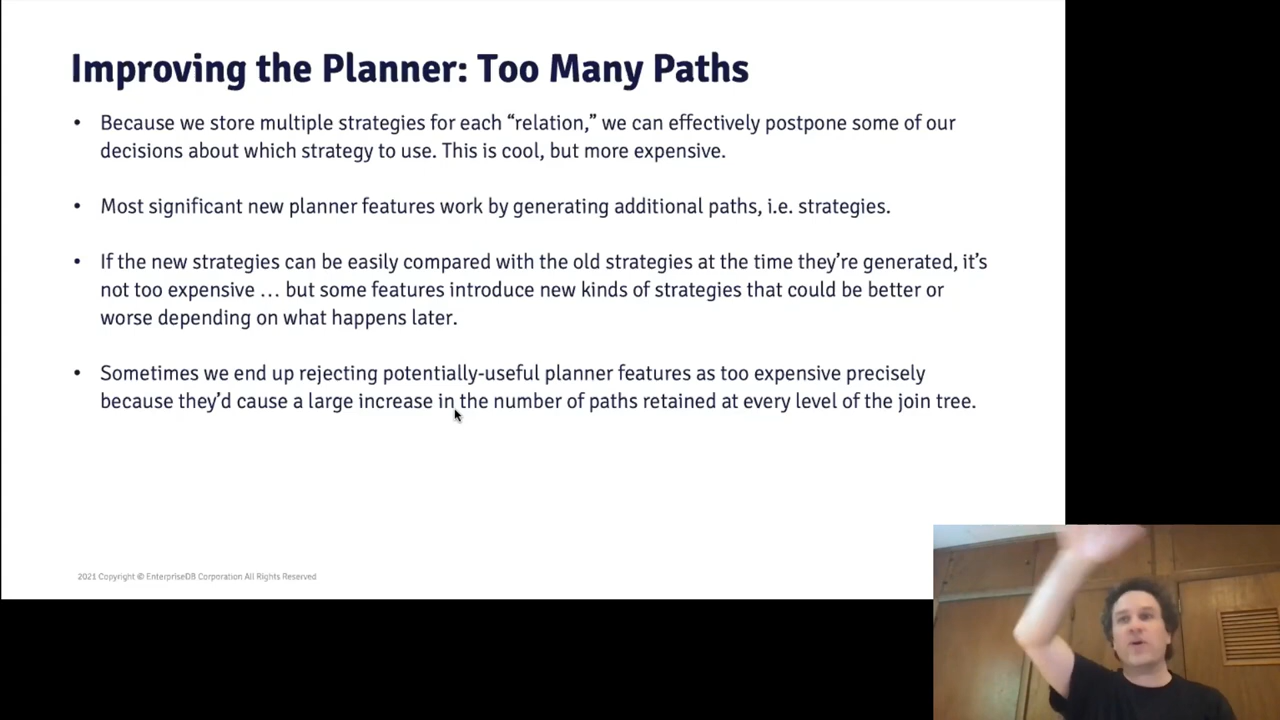 Improving the Planner: Too Many Paths
• Because we store multiple strategies for each “relation,” we can effectively postpone some of our
decisions about which strategy to use. This is cool, but more expensive.
• Most significant new planner features work by generating additional paths, i.e. strategies.
• If the new strategies can be easily compared with the old strategies at the time they’re generated, it’s
not too expensive … but some features introduce new kinds of strategies that could be better or
worse depending on what happens later.
• Sometimes we end up rejecting potentially-useful planner features as too expensive precisely
because they’d cause a large increase in the number of paths retained at every level of the join tree.
2021 Copyright © EnterpriseDB Corporation All Rights Reserved